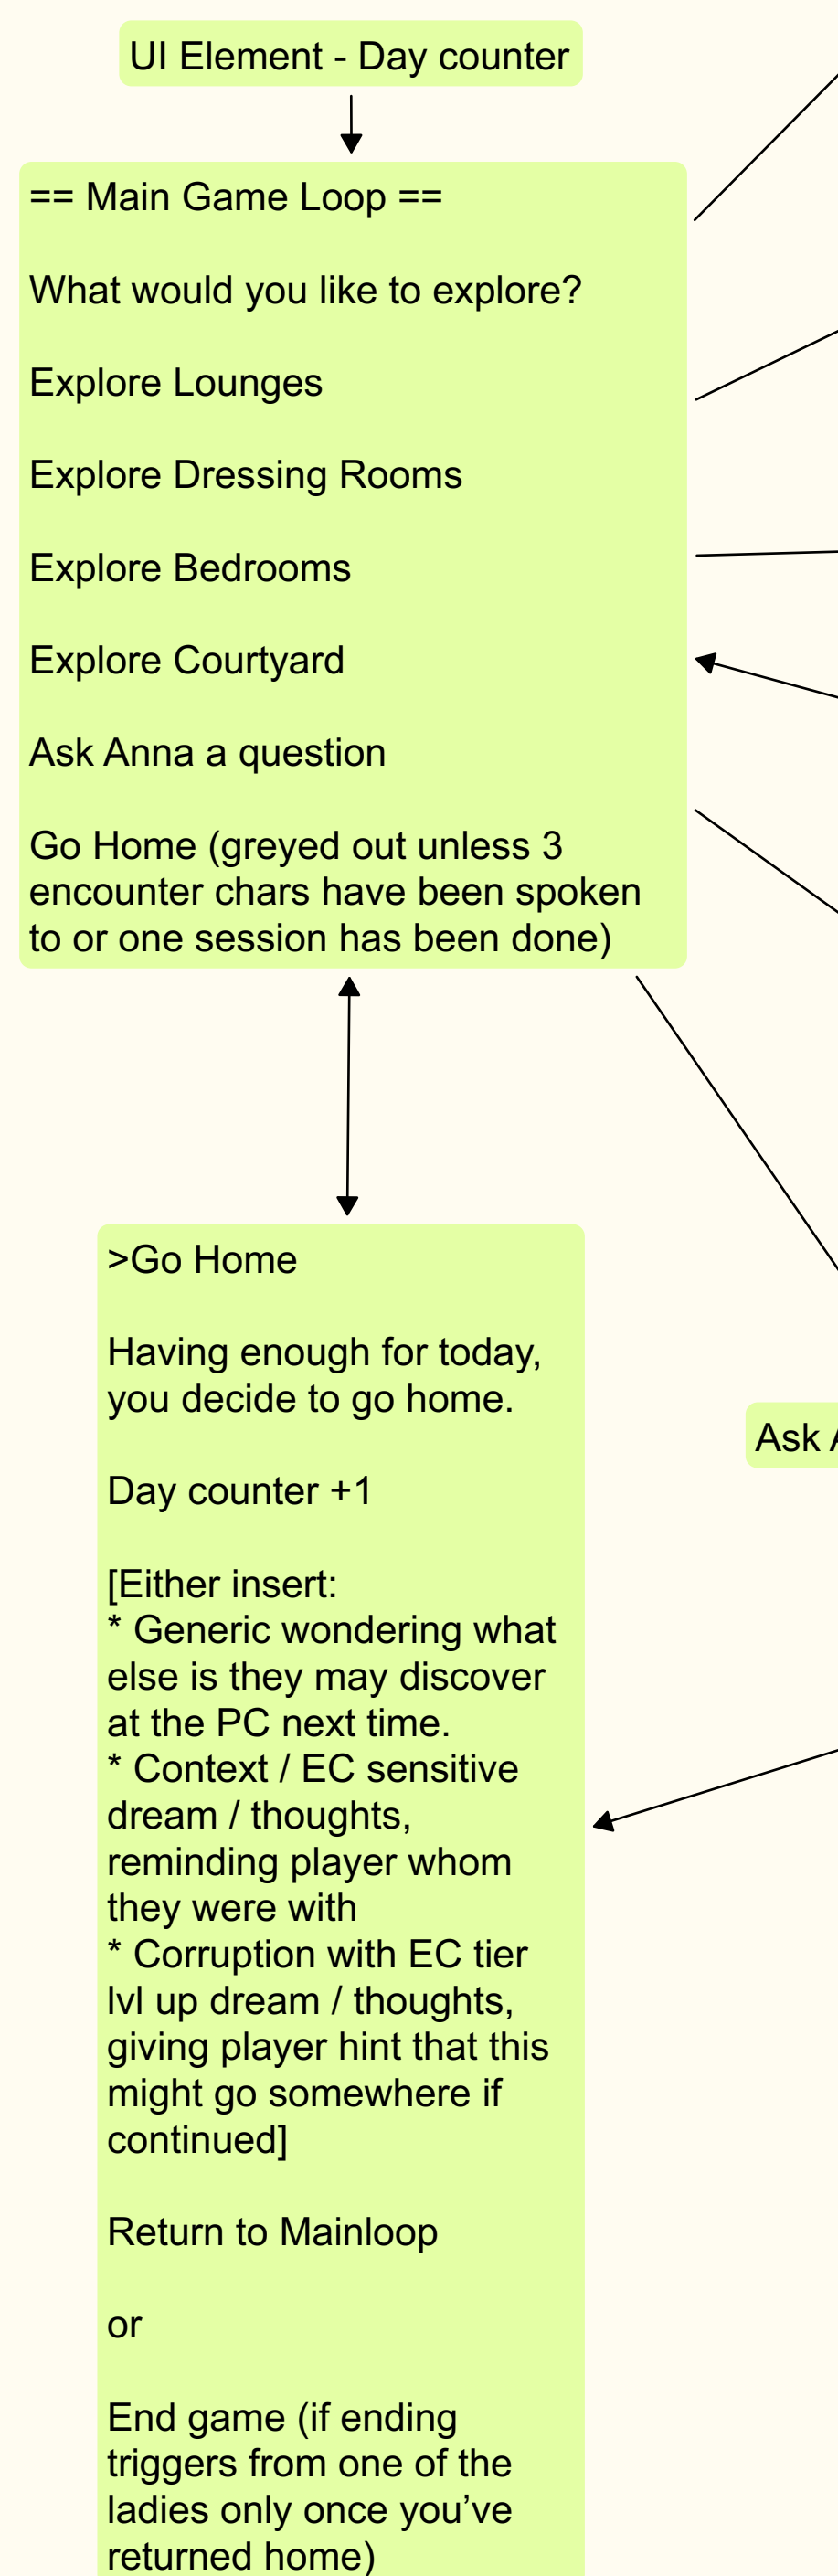 UI Element - Day counter
== Main Game Loop ==
What would you like to explore?
Explore Lounges
Explore Dressing Rooms
Explore Bedrooms
Explore Courtyard
Ask Anna a question
Go Home (greyed out unless 3
encounter chars have been spoken
to or one session has been done)
>Go Home
Having enough for today,
you decide to go home.
Day counter +1
[Either insert:
* Generic wondering what
else is they may discover
at the PC next time.
* Context / EC sensitive
dream / thoughts,
reminding player whom
they were with
* Corruption with EC tier
lvl up dream / thoughts,
giving player hint that this
might go somewhere if
continued]
Return to Mainloop
or
End game (if ending
triggers from one of the
ladies only once you’ve
returned home)
Ask